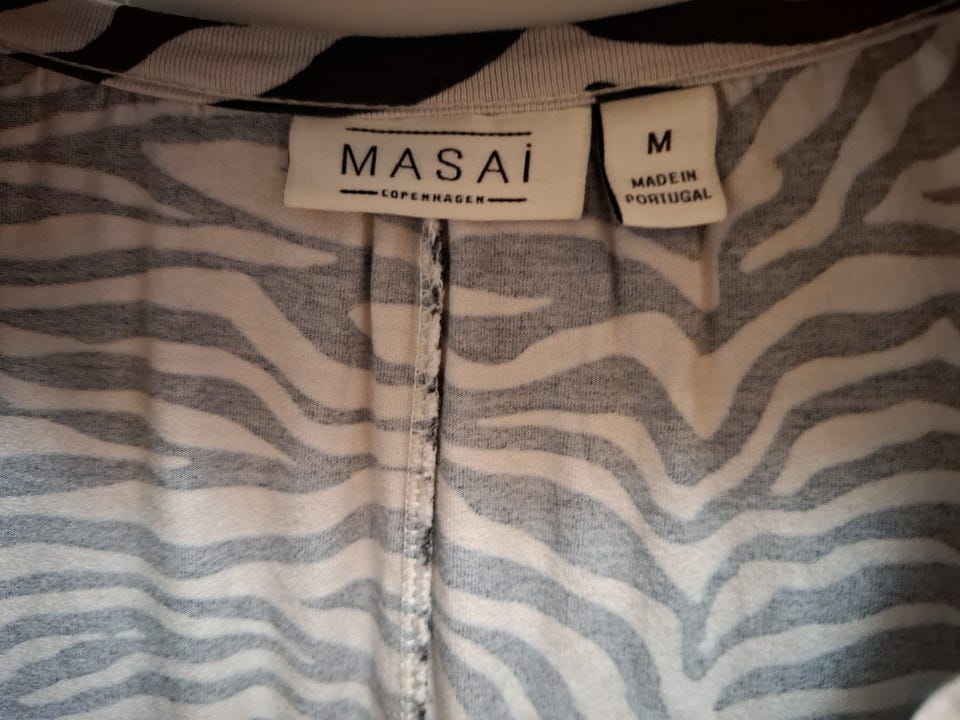 MASAi
COPENHAGEN
M
MADE IN
PORTUGAL